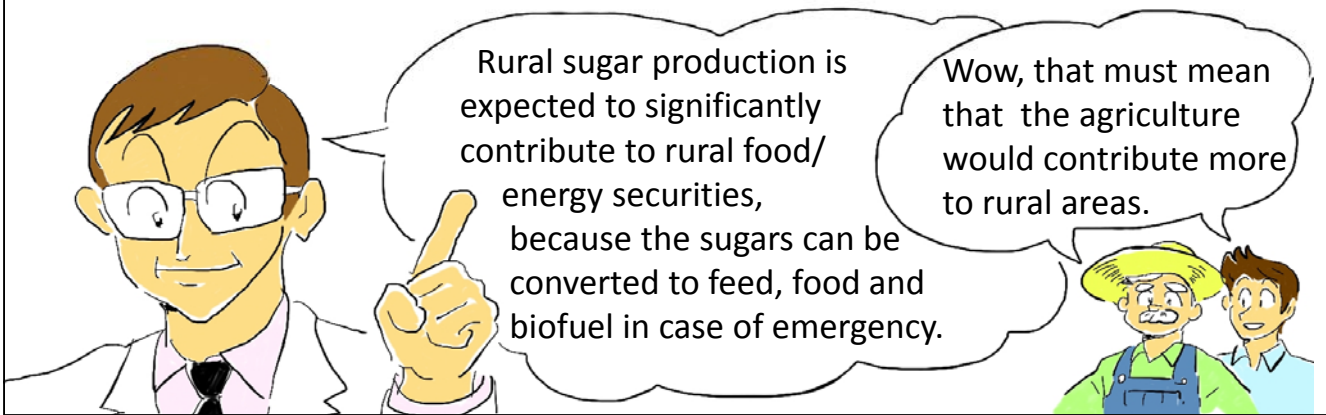 Rural sugar production is
expected to significantly
contribute to rural food/
energy securities,
because the sugars can be
converted to feed, food and
biofuel in case of emergency.
Wow, that must mean
that the agriculture
would contribute more
to rural areas.